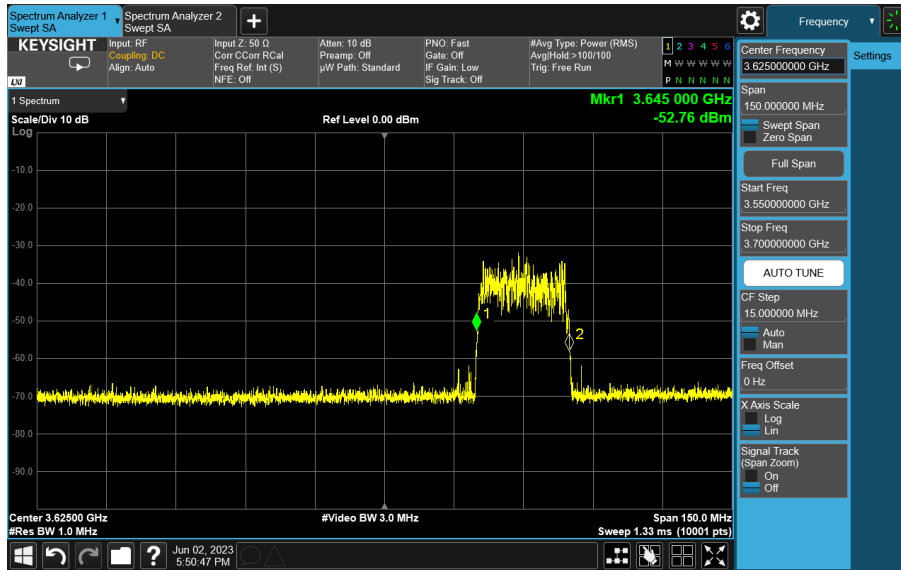 Spectrum Analyzer 1
Swept SA
Spectrum Analyzer 2
Swept SA
Frequency
KEYSIGHT
LXI
Input: RF
Coupling: DC
Align: Auto
Input Z: 50 Ω
Corr CCorr RCal
Freq Ref: Int (S)
NFE: Off
Atten: 10 dB
Preamp: Off
µW Path: Standard
PNO: Fast
Gate: Off
IF Gain: Low
Sig Track: Off
#Avg Type: Power (RMS)
Avg|Hold:>100/100
Trig: Free Run
1 2 3 4 5 6
M W W W W W
P N N N N N
1 Spectrum
Scale/Div 10 dB
Log
Ref Level 0.00 dBm
Mkr1 3.645 000 GHz
-52.76 dBm
-10.0
-20.0
-30.0
-40.0
-50.0
-60.0
-70.0
-80.0
-90.0
1
2
Center 3.62500 GHz
#Res BW 1.0 MHz
#Video BW 3.0 MHz
Span 150.0 MHz
Sweep 1.33 ms (10001 pts)
Center Frequency
3.625000000 GHz
Settings
Span
150.000000 MHz
Swept Span
Zero Span
Full Span
Start Freq
3.550000000 GHz
Stop Freq
3.700000000 GHz
AUTO TUNE
CF Step
15.000000 MHz
Auto
Man
Freq Offset
0 Hz
X Axis Scale
Log
Lin
Signal Track
(Span Zoom)
On
Off
?
Jun 02, 2023
5:50:47 PM